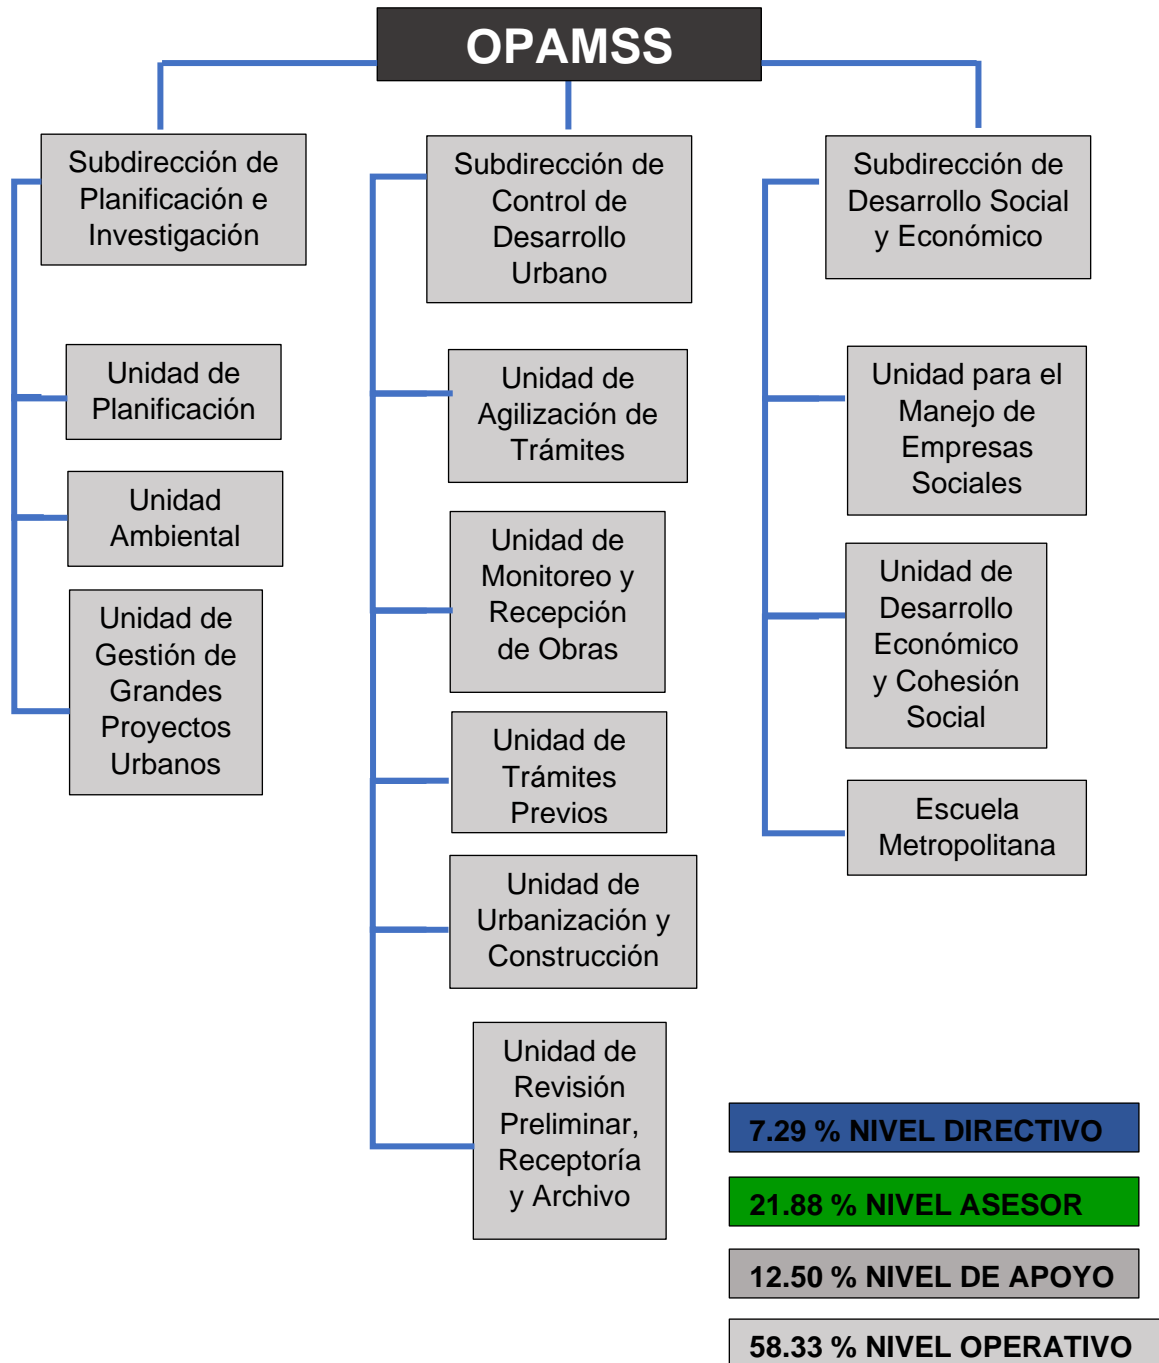 OPAMSS
Subdirección de
Planificación e
Investigación
Unidad de
Planificación
Unidad
Ambiental
Unidad de
Gestión de
Grandes
Proyectos
Urbanos
Subdirección de
Control de
Desarrollo
Urbano
Unidad de
Agilización de
Trámites
Unidad de
Monitoreo y
Recepción
de Obras
Unidad de
Trámites
Previos
Unidad de
Urbanización y
Construcción
Unidad de
Revisión
Preliminar,
Receptoría
y Archivo
Subdirección de
Desarrollo Social
y Económico
Unidad para el
Manejo de
Empresas
Sociales
Unidad de
Desarrollo
Económico
y Cohesión
Social
Escuela
Metropolitana
7.29 % NIVEL DIRECTIVO
21.88 % NIVEL ASESOR
12.50 % NIVEL DE APOYO
58.33 % NIVEL OPERATIVO